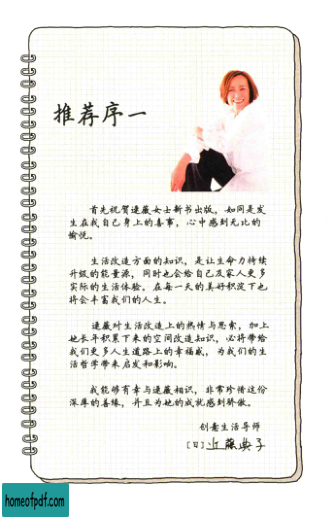 推荐序一
首先祝贺逯薇女士新书出版，如同是发
生在我自己身上的喜事，心中感到无比的
愉悦。
生活改造方面的知识，是让生命力持续
升级的能量源，同时也会给自己及家人更多
实际的生活体验，在每一天的美好积淀下也
将会丰富我们的人生。
逯薇对生活改造上的热情与思索，加上
她长年积累下来的空间改造知识，必将带给
我们更多人生道路上的幸福感，为我们的生
活哲学带来启发和影响。
我能够有幸与逯薇相识，非常珍惜这份
深厚的善缘，并且为她的成就感到骄傲。
创意生活导师
[日]近藤典子
homeofpdf.com